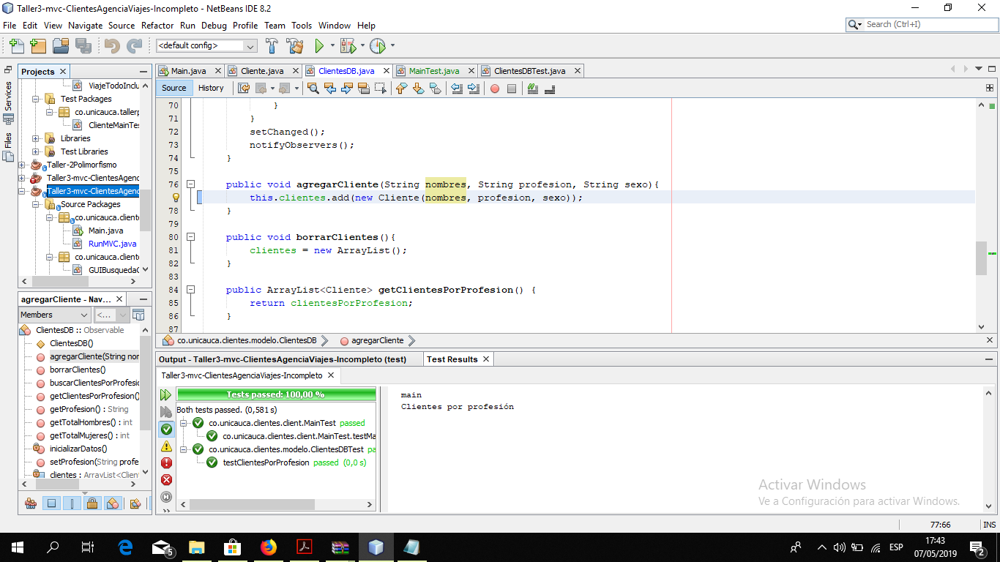 Taller3-mvc-ClientesAgenciaViajes-Incompleto - NetBeans IDE 8.2
File Edit View Navigate Source Refactor Run Debug Profile Team Tools Window Help
Search (Ctrl+I)
<default config>
Services
Files
Projects
ViajeTodoInclu
Test Packages
co.unicauca.tallerp
ClienteMainTes
Libraries
Test Libraries
Taller-2Polimorfismo
Taller3-mvc-ClientesAgenc
Taller3-mvc-ClientesAgenc
Source Packages
co.unicauca.cliente
Main.java
RunMVC.java
co.unicauca.cliente
GUIBusquedaC
Main.java Cliente.java ClientesDB.java MainTest.java ClientesDBTest.java
Source History
70 }
71 }
72 setChanged();
73 notifyObservers();
74 }
75
76 public void agregarCliente(String nombres, String profesion, String sexo){
this.clientes.add(new Cliente(nombres, profesion, sexo));
78 }
79
80 public void borrarClientes(){
81 clientes = new ArrayList();
82 }
83
84 public ArrayList<Cliente> getClientesPorProfesion() {
85 return clientesPorProfesion;
86 }
87
co.unicauca.clientes.modelo.ClientesDB agregarCliente
agregarCliente - Nav...
Members <...
ClientesDB :: Observable
ClientesDB()
agregarCliente(String nom
borrarClientes()
buscarClientesPorProfesio
getClientesPorProfesion()
getProfesion() : String
getTotalHombres() : int
getTotalMujeres() : int
inicializarDatos()
setProfesion(String profe
clientes : ArrayList<Clien
Output - Taller3-mvc-ClientesAgenciaViajes-Incompleto (test) Test Results
Taller3-mvc-ClientesAgenciaViajes-Incompleto
Tests passed: 100,00 %
Both tests passed. (0,581 s)
co.unicauca.clientes.client.MainTest passed
co.unicauca.clientes.client.MainTest.testMa
co.unicauca.clientes.modelo.ClientesDBTest pa
testClientesPorProfesion passed (0,0 s)
main
Clientes por profesión
Activar Windows
Ve a Configuración para activar Windows.
77:66 INS
5
ESP
17:43
07/05/2019
2